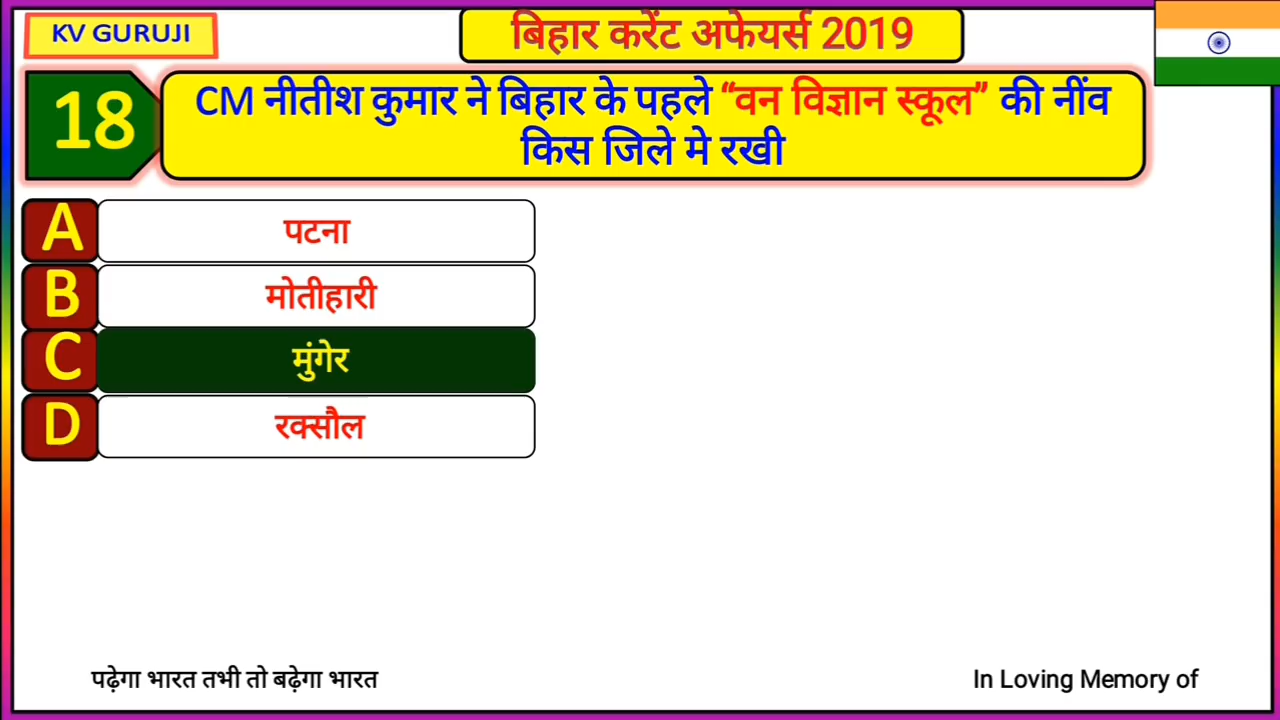 KV GURUJI
बिहार करेंट अफेयर्स 2019
18
CM नीतीश कुमार ने बिहार के पहले “वन विज्ञान स्कूल” की नींव
किस जिले मे रखी
A पटना
B मोतीहारी
C मुंगेर
D रक्सौल
पढ़ेगा भारत तभी तो बढ़ेगा भारत
In Loving Memory of